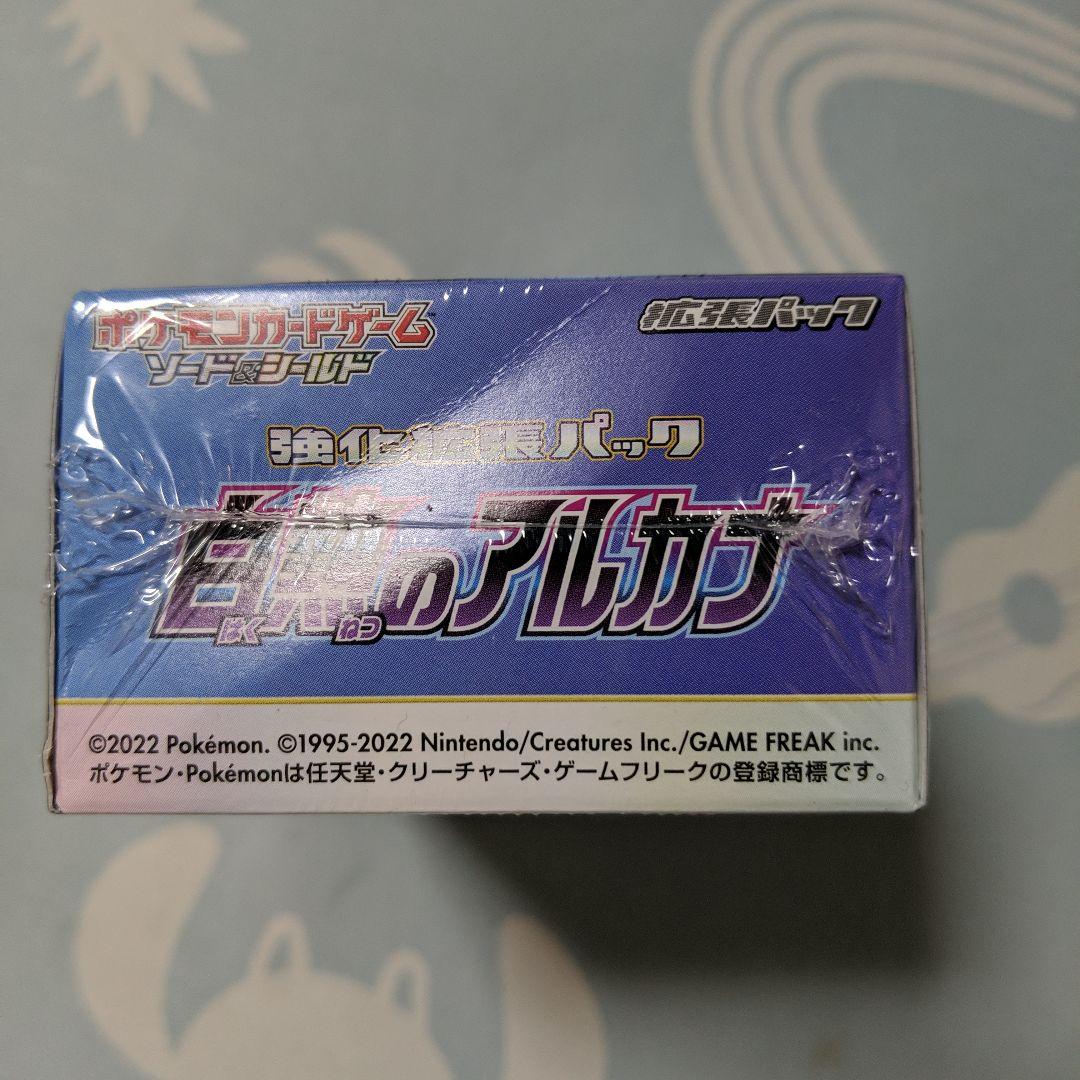 ポケモンカードゲーム™
ソード&シールド
拡張パック
強化拡張パック
白熱のアルカナ
はく ねつ
©2022 Pokémon. ©1995-2022 Nintendo/Creatures Inc./GAME FREAK inc.
ポケモン・Pokémonは任天堂・クリーチャーズ・ゲームフリークの登録商標です。